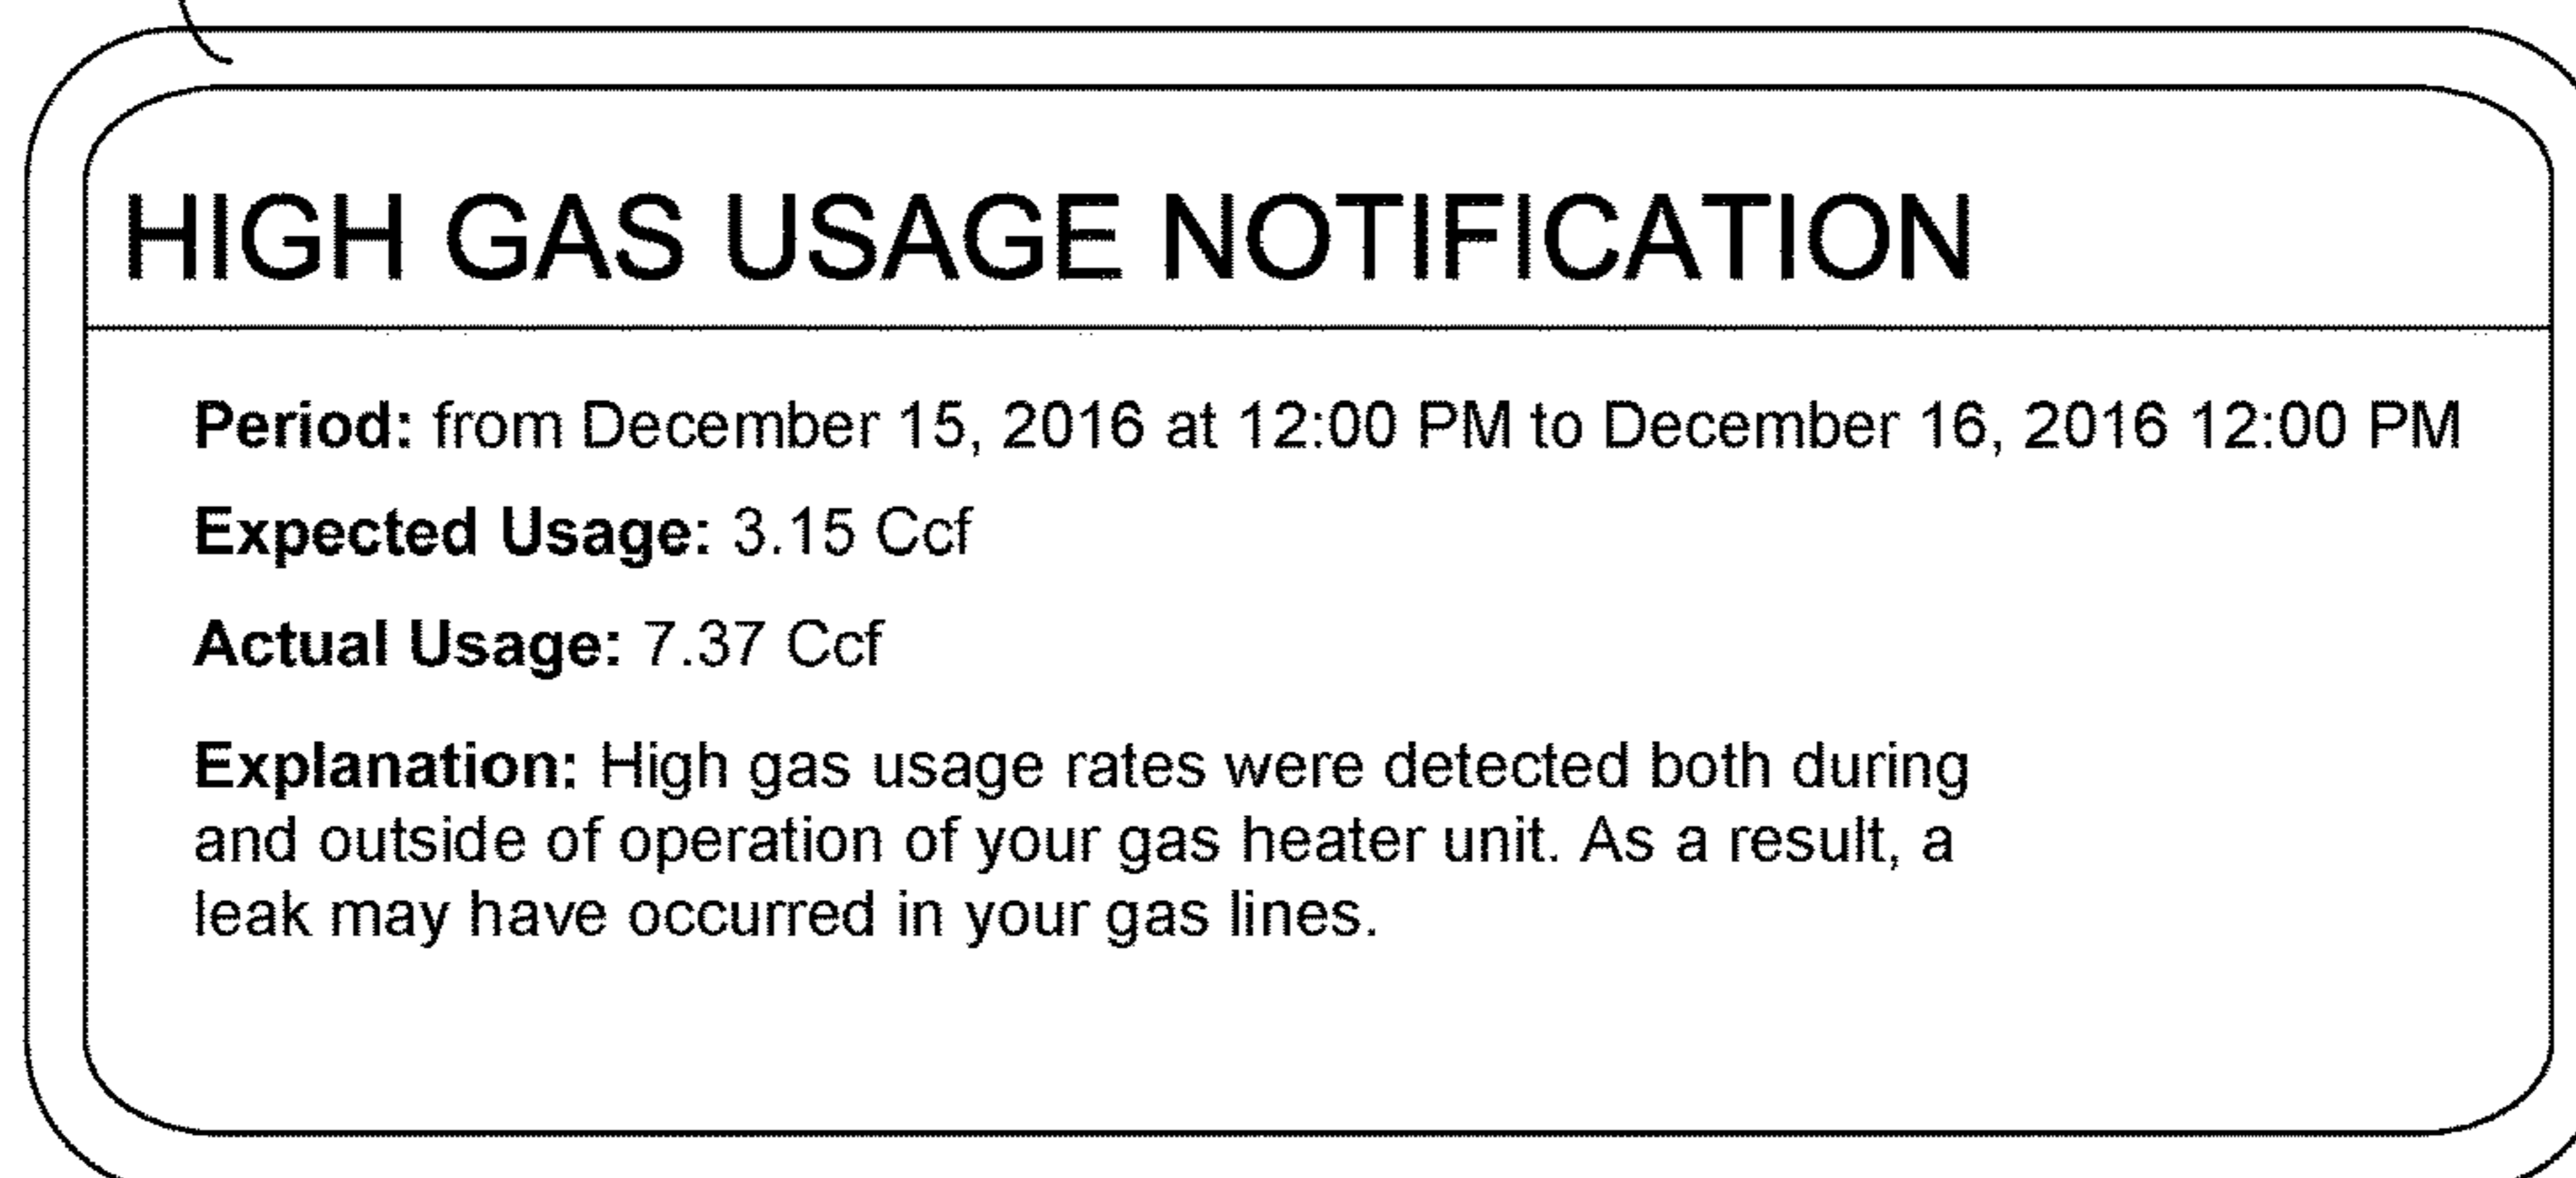 HIGH GAS USAGE NOTIFICATION
Period: from December 15, 2016 at 12:00 PM to December 16, 2016 12:00 PM
Expected Usage: 3.15 Ccf
Actual Usage: 7.37 Ccf
Explanation: High gas usage rates were detected both during
and outside of operation of your gas heater unit. As a result, a
leak may have occurred in your gas lines.